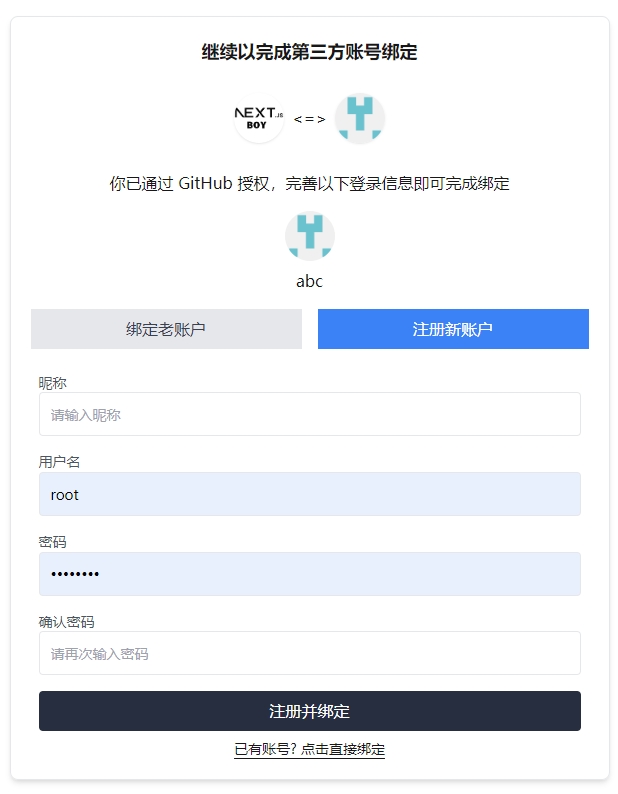 继续以完成第三方账号绑定
NEXT.JS
BOY
<=>
你已通过 GitHub 授权，完善以下登录信息即可完成绑定
abc
绑定老账户
注册新账户
昵称
请输入昵称
用户名
root
密码
••••••••
确认密码
请再次输入密码
注册并绑定
已有账号? 点击直接绑定